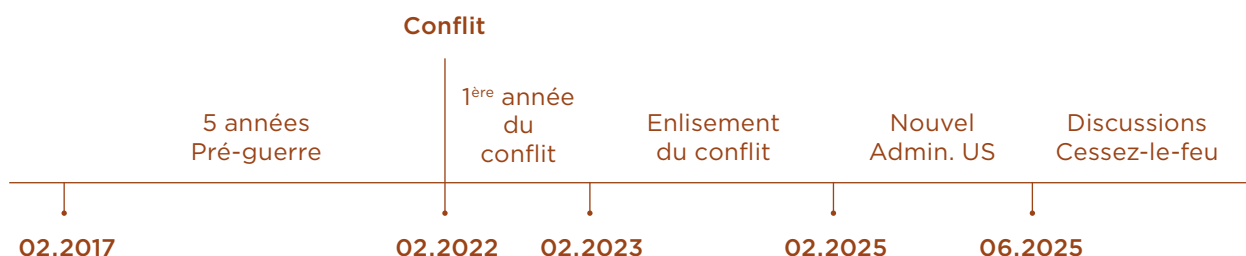 Conflit
5 années
Pré-guerre
1ère année
du
conflit
Enlisement
du conflit
Nouvel
Admin. US
Discussions
Cessez-le-feu
02.2017
02.2022
02.2023
02.2025
06.2025